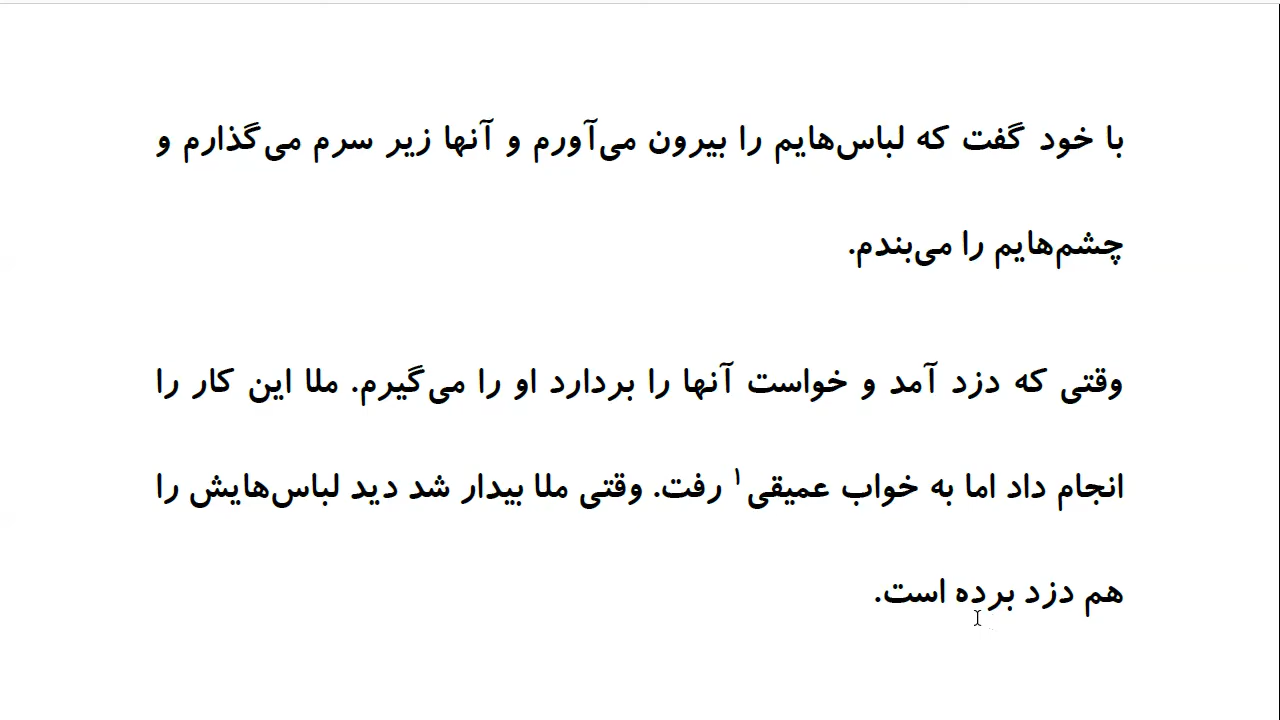 با خود گفت که لباس‌هایم را بیرون می‌آورم و آنها زیر سرم می‌گذارم و
چشم‌هایم را می‌بندم.
وقتی که دزد آمد و خواست آنها را بردارد او را می‌گیرم. ملا این کار را
انجام داد اما به خواب عمیقی۱ رفت. وقتی ملا بیدار شد دید لباس‌هایش را
هم دزد برده است.